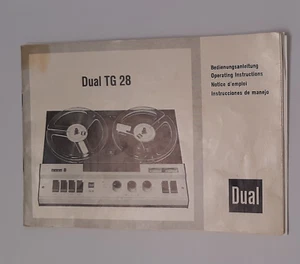 Dual TG 28
Bedienungsanleitung
Operating Instructions
Notice d'emploi
Instrucciones de manejo
Dual